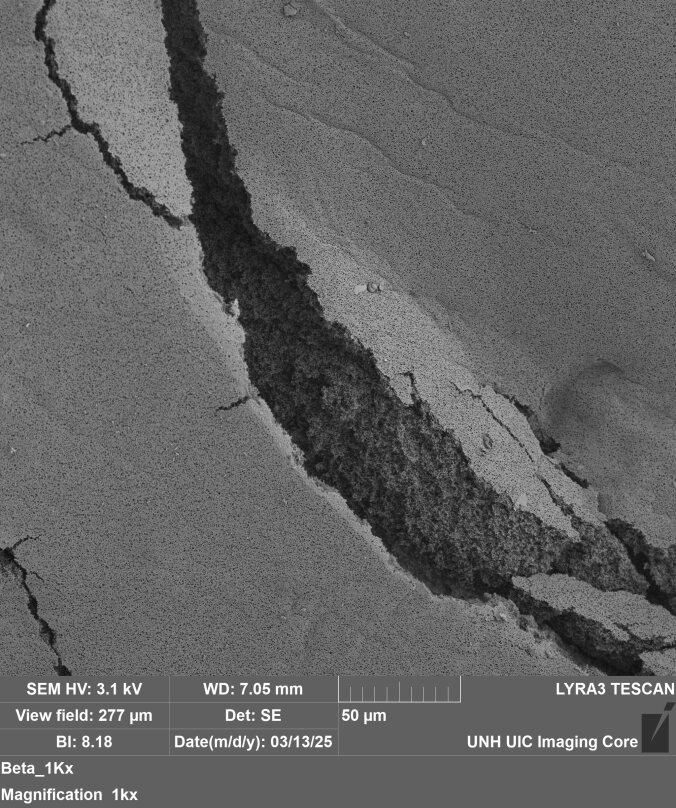 SEM HV: 3.1 kV WD: 7.05 mm LYRA3 TESCAN
View field: 277 µm Det: SE 50 µm
BI: 8.18 Date(m/d/y): 03/13/25 UNH UIC Imaging Core
Beta_1Kx
Magnification 1kx